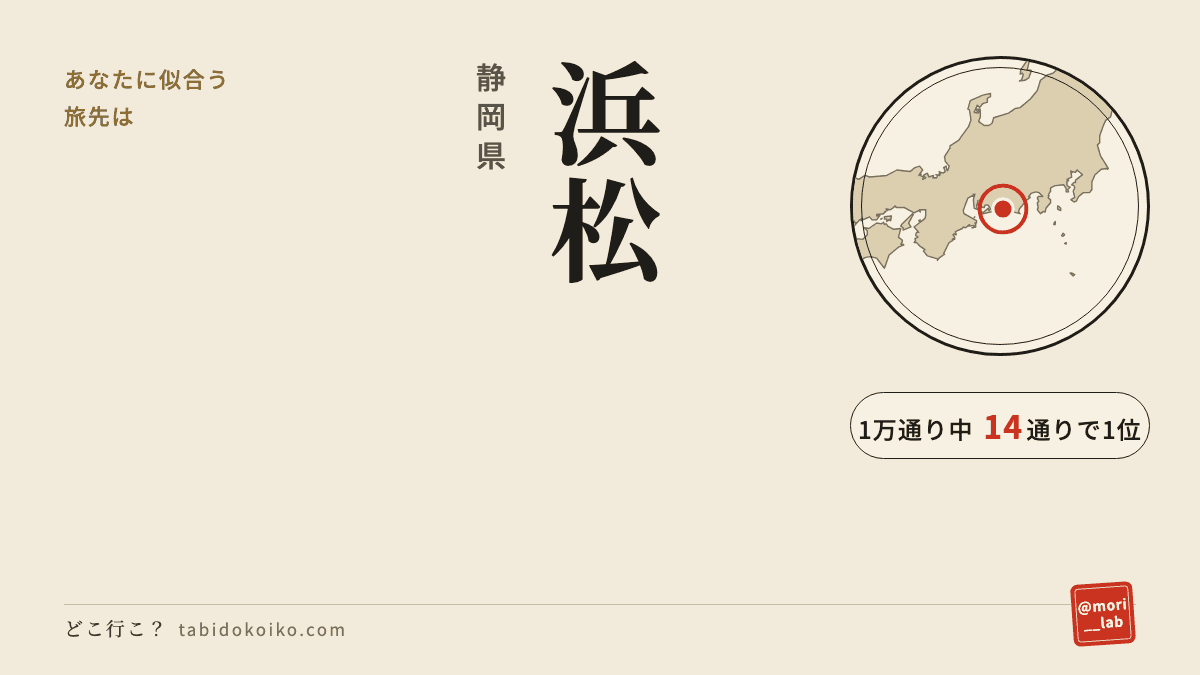 あなたに似合う
旅先は
浜松
静岡県
1万通り中 14通りで1位
どこ行こ？ tabidokoiko.com
@mori
__lab